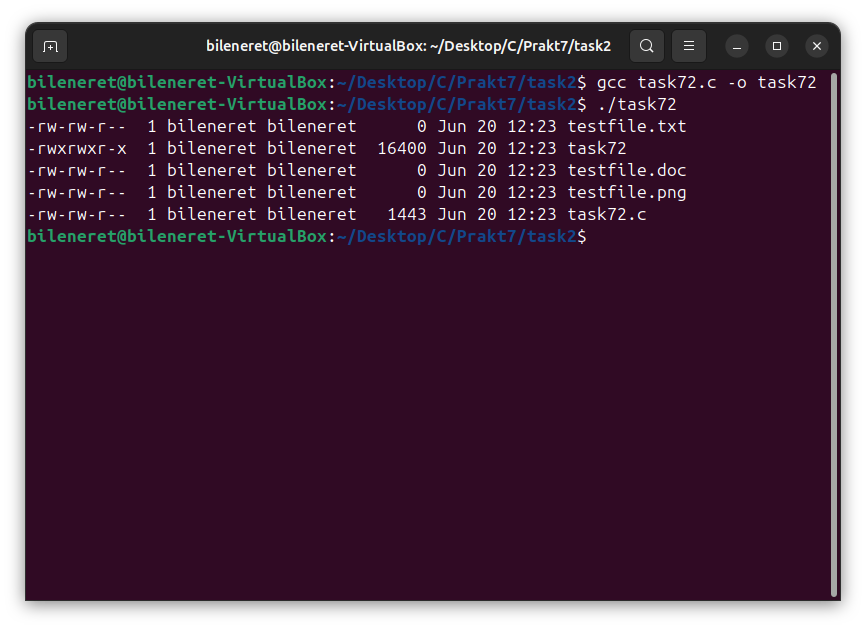 bileneret@bileneret-VirtualBox: ~/Desktop/C/Prakt7/task2
bileneret@bileneret-VirtualBox:~/Desktop/C/Prakt7/task2$ gcc task72.c -o task72
bileneret@bileneret-VirtualBox:~/Desktop/C/Prakt7/task2$ ./task72
-rw-rw-r--  1 bileneret bileneret      0 Jun 20 12:23 testfile.txt
-rwxrwxr-x  1 bileneret bileneret  16400 Jun 20 12:23 task72
-rw-rw-r--  1 bileneret bileneret      0 Jun 20 12:23 testfile.doc
-rw-rw-r--  1 bileneret bileneret      0 Jun 20 12:23 testfile.png
-rw-rw-r--  1 bileneret bileneret   1443 Jun 20 12:23 task72.c
bileneret@bileneret-VirtualBox:~/Desktop/C/Prakt7/task2$